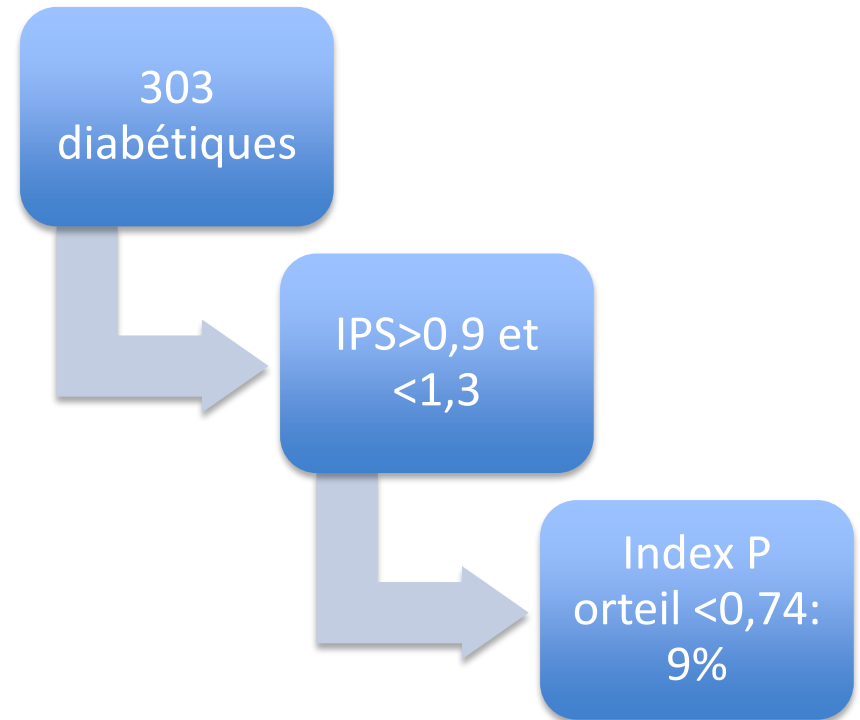 303
diabétiques
IPS>0,9 et
<1,3
Index P
orteil <0,74:
9%